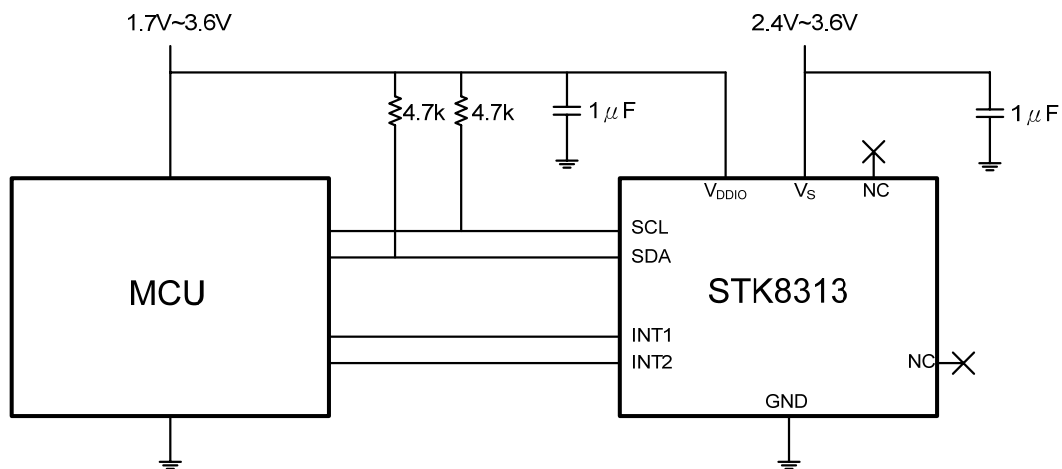 1.7V~3.6V
2.4V~3.6V
4.7k
4.7k
1μF
1μF
VDDIO
VS
NC
SCL
SDA
MCU
STK8313
INT1
INT2
NC
GND